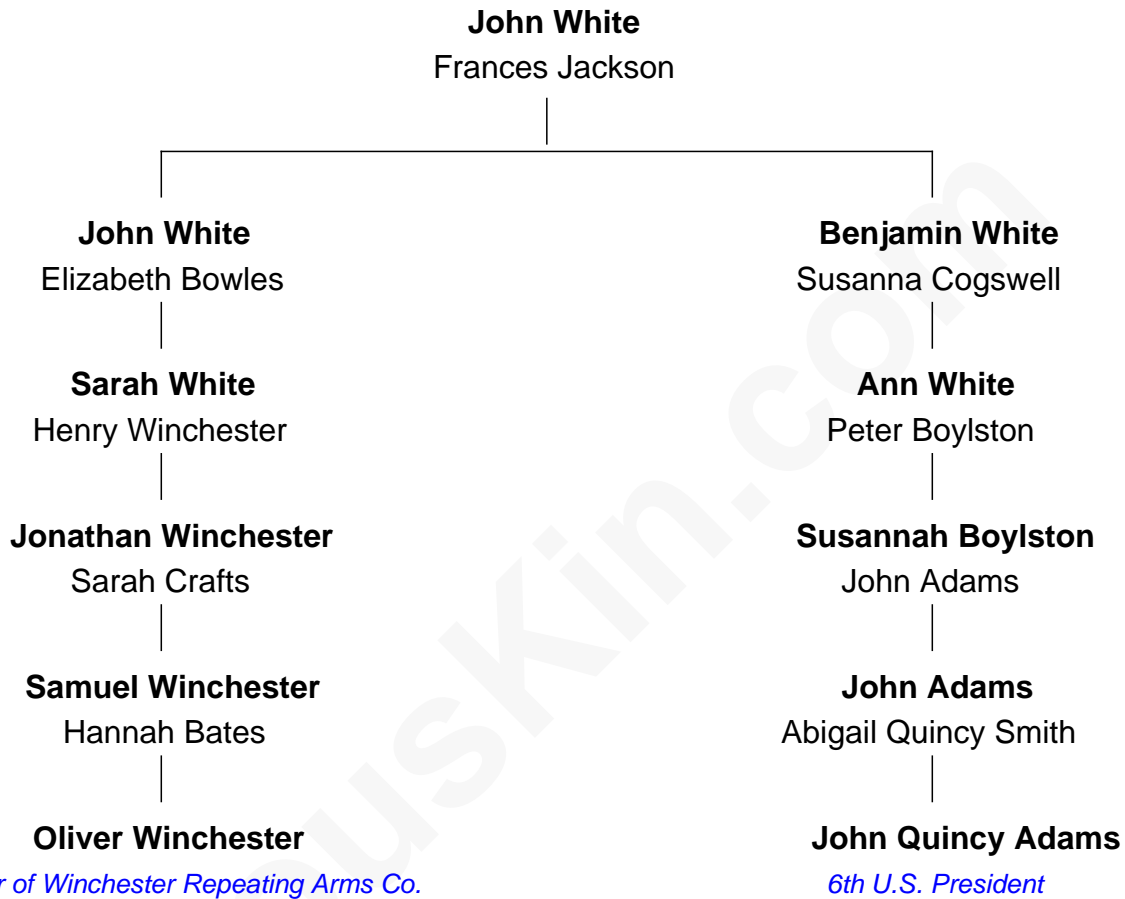 John White
Frances Jackson
John White
Elizabeth Bowles
Benjamin White
Susanna Cogswell
Sarah White
Henry Winchester
Ann White
Peter Boylston
Jonathan Winchester
Sarah Crafts
Susannah Boylston
John Adams
Samuel Winchester
Hannah Bates
John Adams
Abigail Quincy Smith
Oliver Winchester
r of Winchester Repeating Arms Co.
John Quincy Adams
6th U.S. President
usKin.com